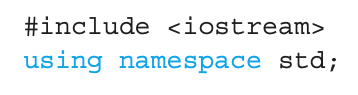 #include <iostream>
using namespace std;